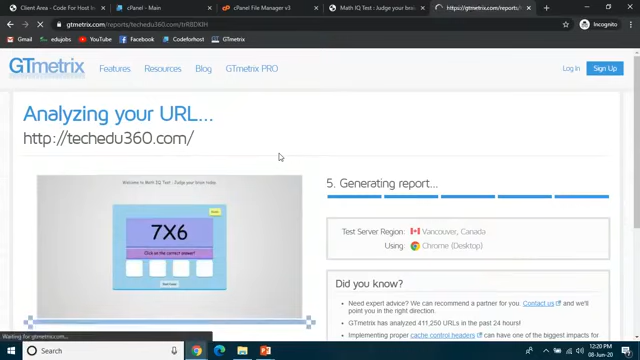 Client Area - Code For Host In
cPanel - Main
cPanel File Manager v3
Math IQ Test - Judge your brai
https://gtmetrix.com/reports/t
gtmetrix.com/reports/techedu360.com/
Incognito
Gmail
edujobs
YouTube
Maps
Facebook
Codeforhost
GTmetrix
GTmetrix
Features
Resources
Blog
GTmetrix PRO
Log In
Sign Up
Analyzing your URL...
http://techedu360.com/
Welcome to Math IQ Test - Judge your brain today
7X6
Click on the correct answer!
5. Generating report...
Test Server Region: Vancouver, Canada
Using: Chrome (Desktop)
Did you know?
Need expert advice? We can recommend a partner for you. Contact us and we'll
point you in the right direction.
GTmetrix has analyzed 411,250 URLs in the past 24 hours!
Implementing proper cache control headers can have one of the biggest impacts for
Waiting for gtmetrix.com...
Search
12:20 PM
08-Jun-20